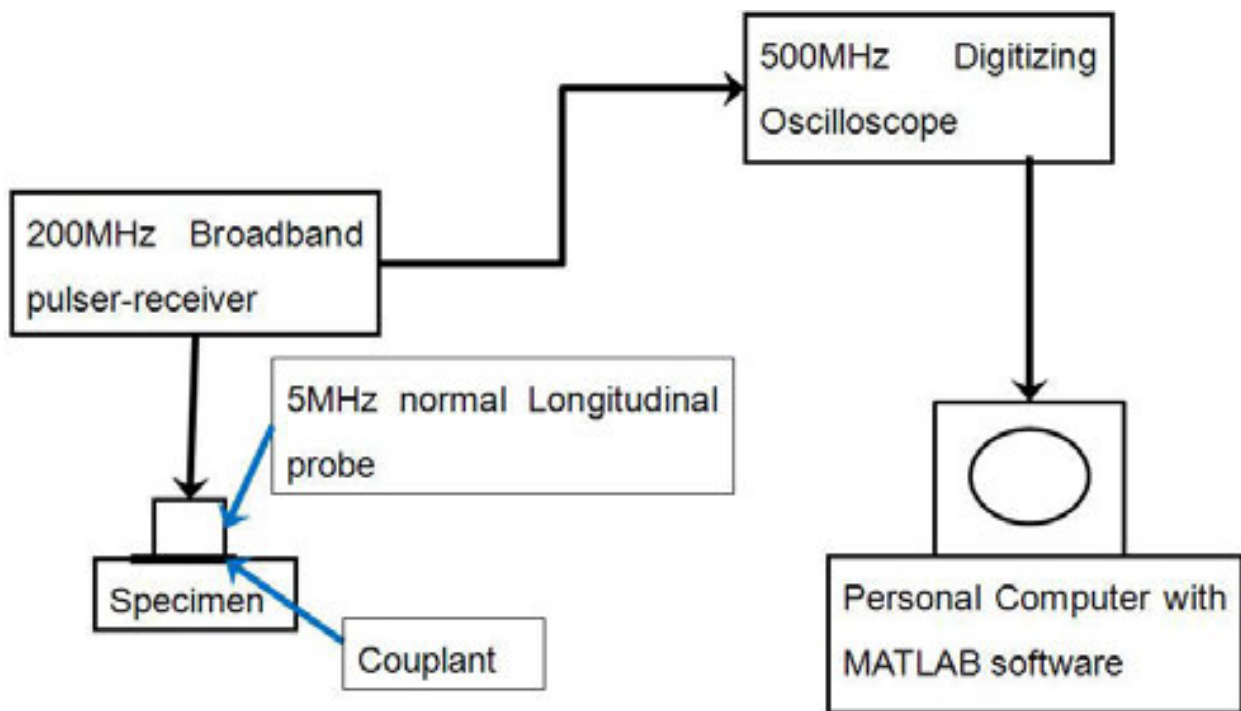 500MHz Digitizing
Oscilloscope
200MHz Broadband
pulser-receiver
5MHz normal Longitudinal
probe
Specimen
Couplant
Personal Computer with
MATLAB software